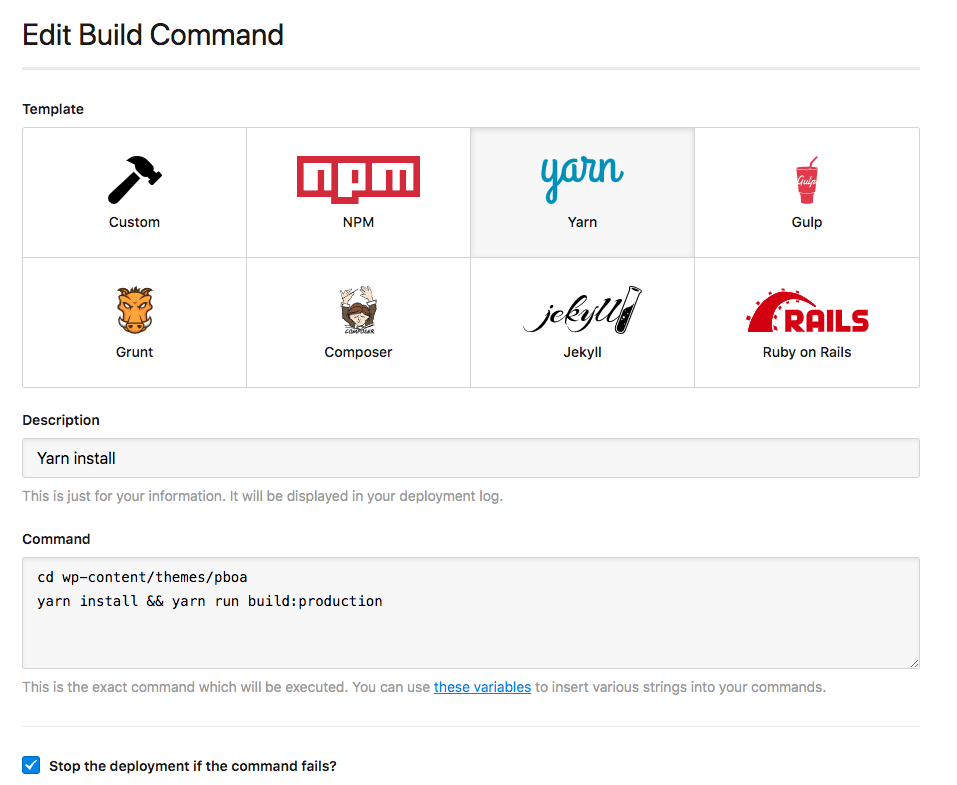 Edit Build Command
Template
npm
yarn
Gulp
Custom
NPM
Yarn
Gulp
COMPOSER
jekyll
RAILS
Grunt
Composer
Jekyll
Ruby on Rails
Description
Yarn install
This is just for your information. It will be displayed in your deployment log.
Command
cd wp-content/themes/pboa
yarn install && yarn run build:production
This is the exact command which will be executed. You can use these variables to insert various strings into your commands.
Stop the deployment if the command fails?